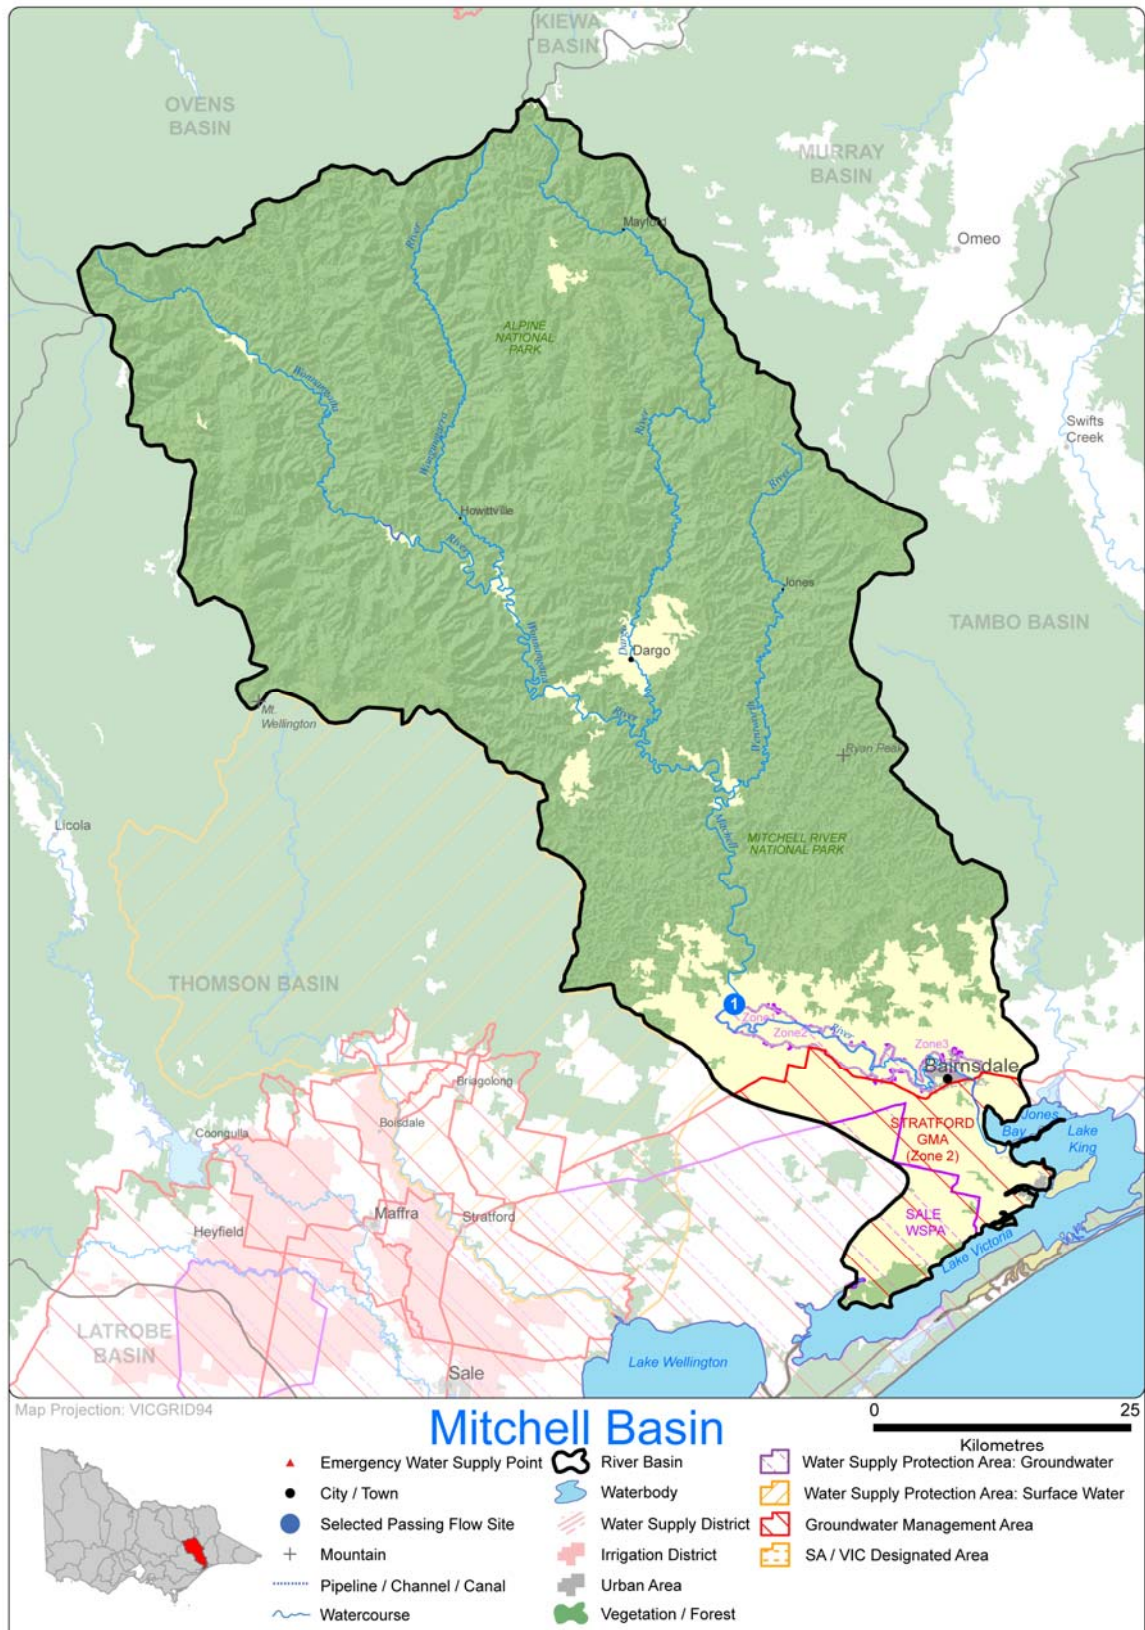 KIEWA
BASIN
OVENS
BASIN
MURRAY
BASIN
Mayford
River
Omeo
ALPINE
NATIONAL
PARK
Wonnangatta
River
Swifts
Creek
Wongungarra
River
Howittville
River
Jones
TAMBO BASIN
Wonnangatta
Dargo
Dargo
Mt.
Wellington
River
Wentworth
Ryan Peak
Licola
Mitchell
MITCHELL RIVER
NATIONAL PARK
THOMSON BASIN
1
Zone1
Zone2
River
Zone3
Bairnsdale
Briagolong
Boisdale
Jones
Bay
Lake
King
Coongulla
STRATFORD
GMA
(Zone 2)
Maffra
Stratford
Heyfield
SALE
WSPA
Lake Victoria
LATROBE
BASIN
Lake Wellington
Sale
Map Projection: VICGRID94
Mitchell Basin
0
25
Kilometres
Emergency Water Supply Point
City / Town
Selected Passing Flow Site
Mountain
Pipeline / Channel / Canal
Watercourse
River Basin
Waterbody
Water Supply District
Irrigation District
Urban Area
Vegetation / Forest
Water Supply Protection Area: Groundwater
Water Supply Protection Area: Surface Water
Groundwater Management Area
SA / VIC Designated Area